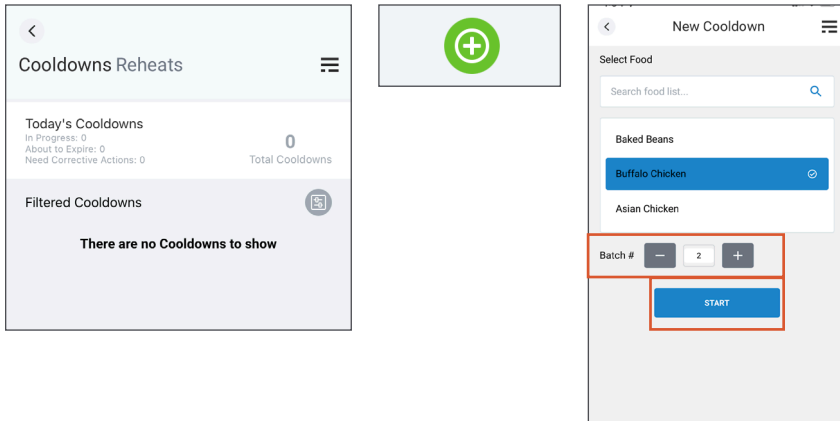 Cooldowns Reheats
Today's Cooldowns
In Progress: 0
About to Expire: 0
Need Corrective Actions: 0
0
Total Cooldowns
Filtered Cooldowns
There are no Cooldowns to show
New Cooldown
Select Food
Search food list...
Baked Beans
Buffalo Chicken
Asian Chicken
Batch # − 2 +
START